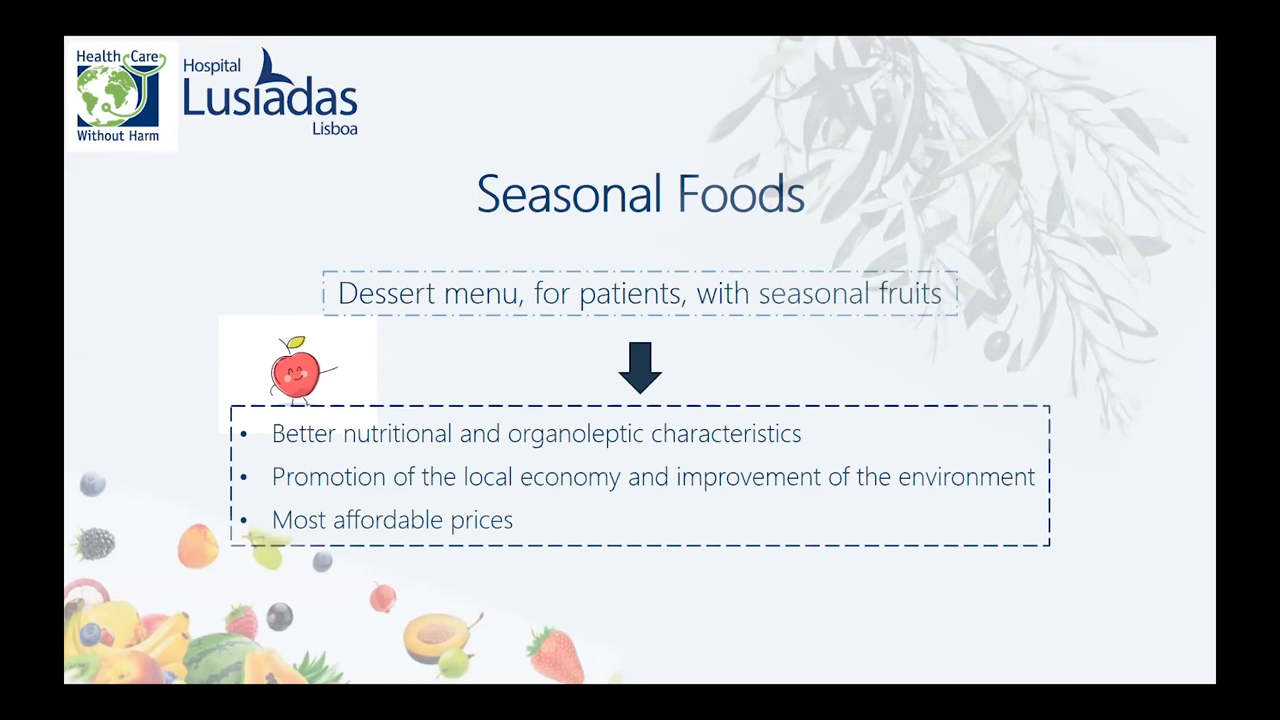 Health Care
Without Harm
Hospital
Lusíadas
Lisboa
Seasonal Foods
Dessert menu, for patients, with seasonal fruits
• Better nutritional and organoleptic characteristics
• Promotion of the local economy and improvement of the environment
• Most affordable prices